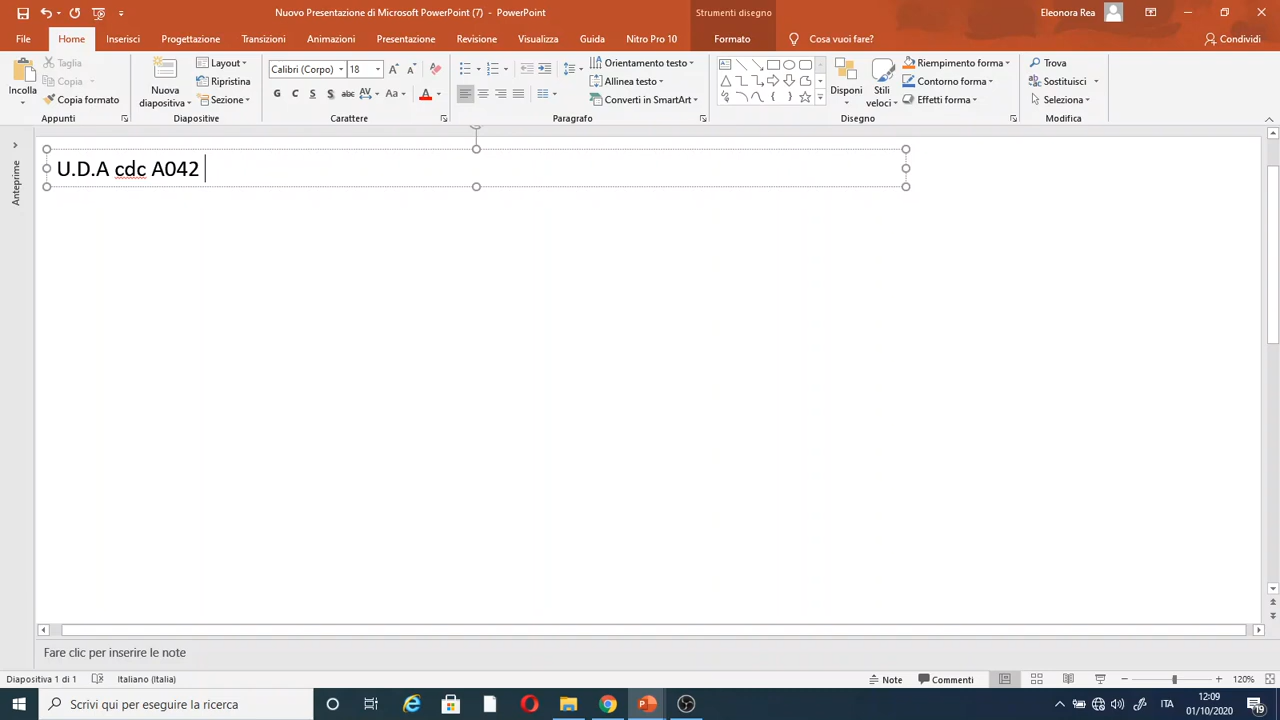 Nuovo Presentazione di Microsoft PowerPoint (7) - PowerPoint
Strumenti disegno
Eleonora Rea
File Home Inserisci Progettazione Transizioni Animazioni Presentazione Revisione Visualizza Guida Nitro Pro 10 Formato Cosa vuoi fare? Condividi
Incolla
Taglia
Copia
Copia formato
Appunti
Nuova diapositiva
Layout
Ripristina
Sezione
Diapositive
Calibri (Corpo) 18
G C S S abc AV Aa A
Carattere
Orientamento testo
Allinea testo
Converti in SmartArt
Paragrafo
Disponi
Stili veloci
Riempimento forma
Contorno forma
Effetti forma
Disegno
Trova
Sostituisci
Seleziona
Modifica
Anteprime
U.D.A cdc A042
Fare clic per inserire le note
Diapositiva 1 di 1 Italiano (Italia) Note Commenti 120%
Scrivi qui per eseguire la ricerca
ITA
12:09
01/10/2020
19